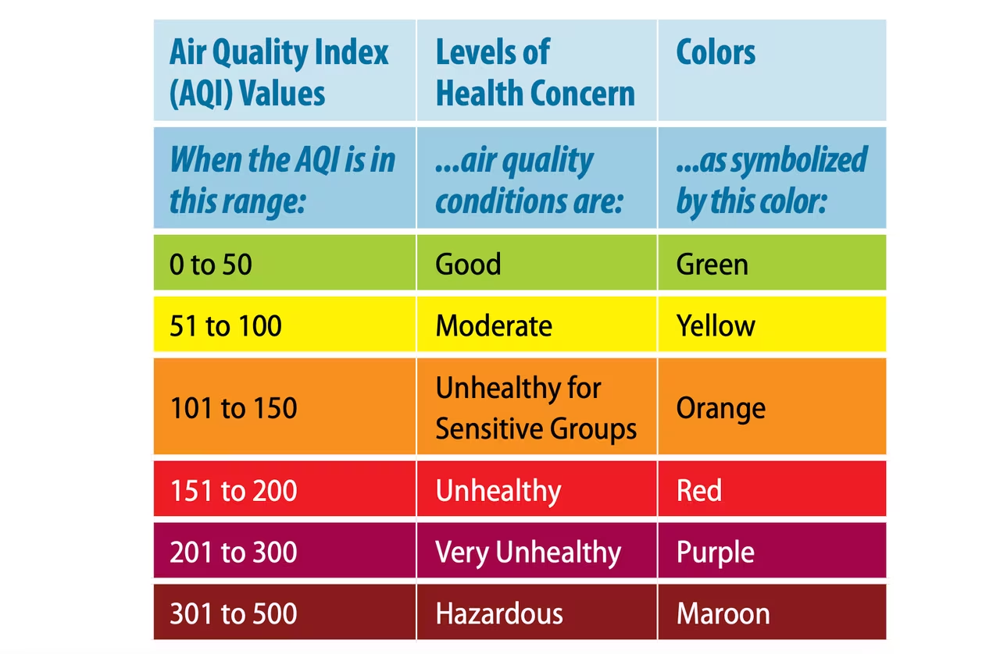 Air Quality Index
(AQI) Values
Levels of
Health Concern
Colors
When the AQI is in
this range:
...air quality
conditions are:
...as symbolized
by this color:
0 to 50
Good
Green
51 to 100
Moderate
Yellow
101 to 150
Unhealthy for
Sensitive Groups
Orange
151 to 200
Unhealthy
Red
201 to 300
Very Unhealthy
Purple
301 to 500
Hazardous
Maroon